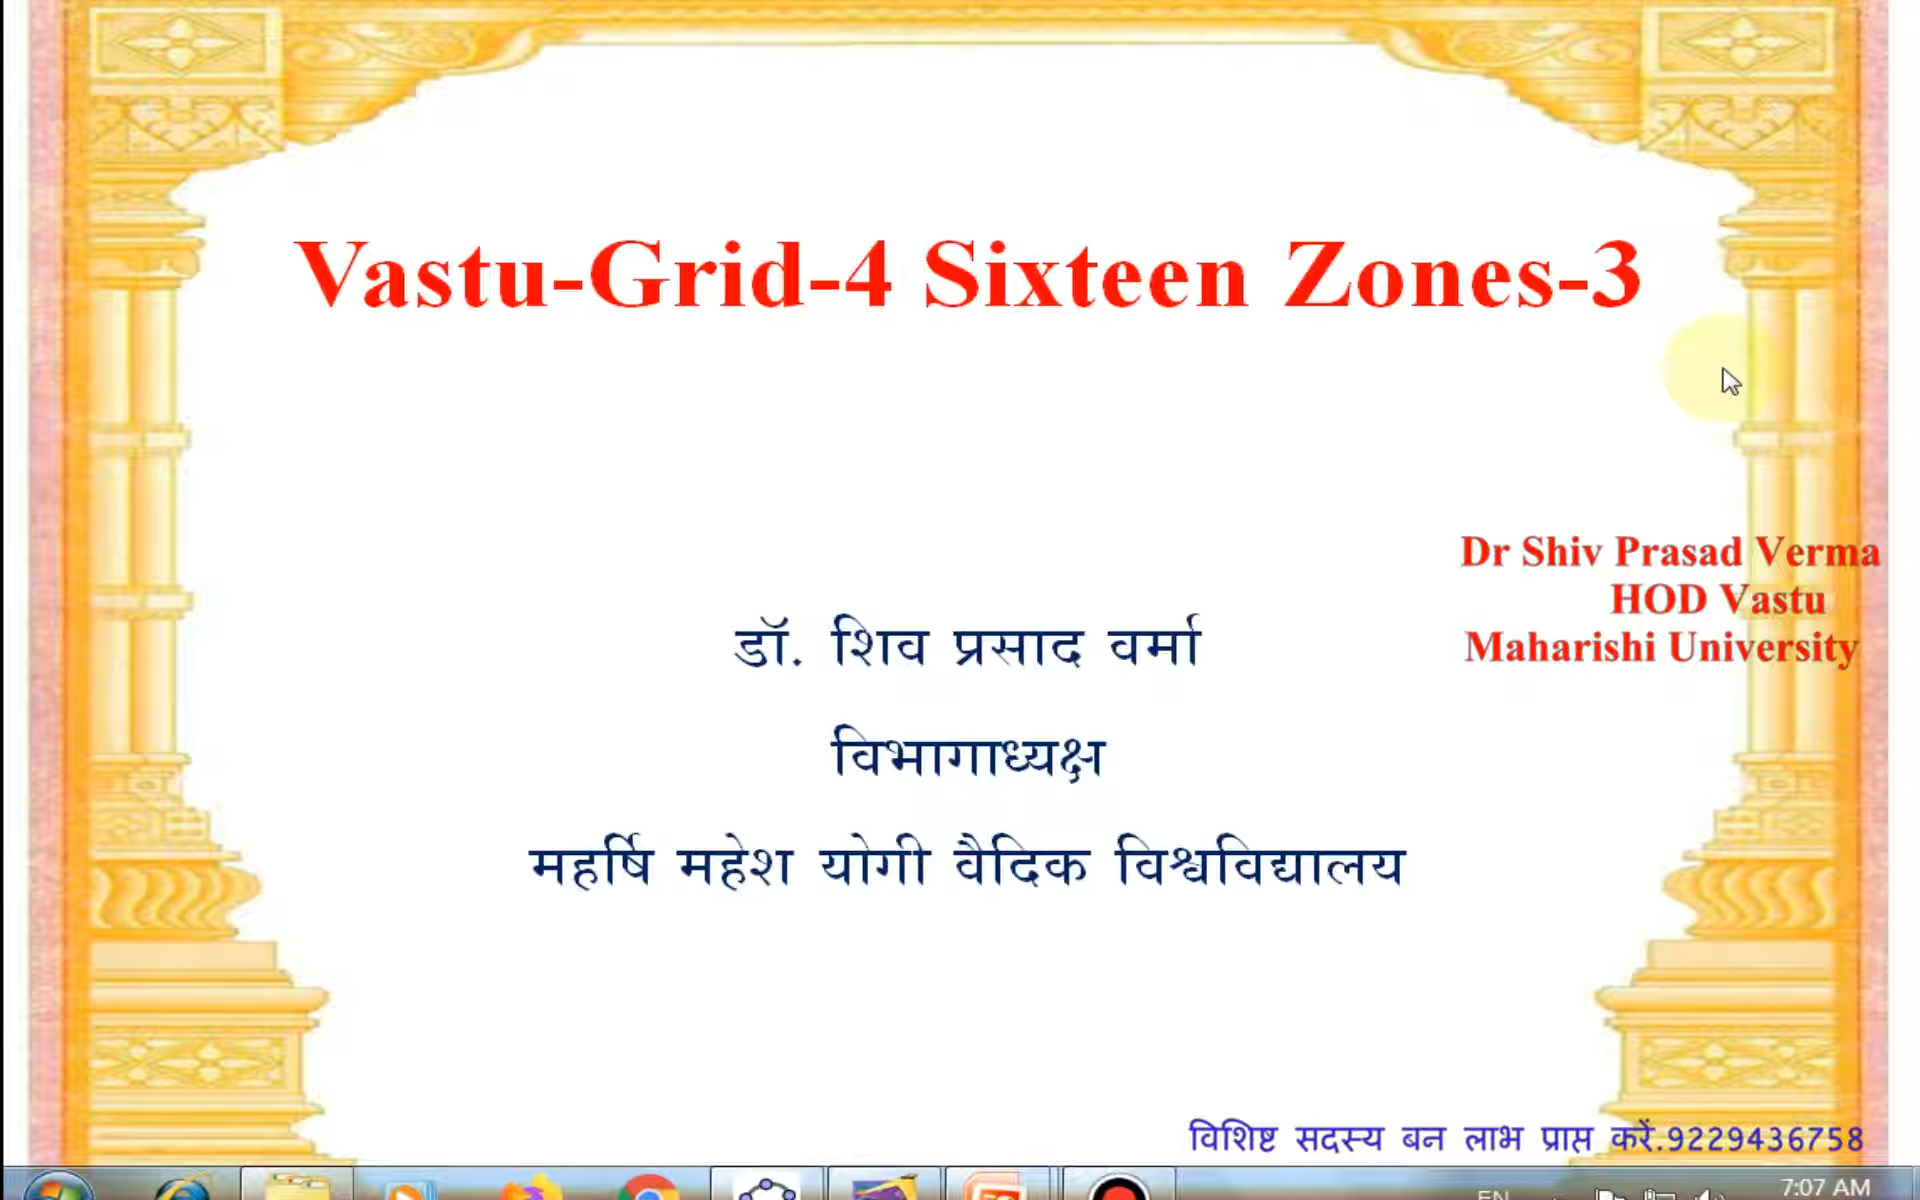 Vastu-Grid-4 Sixteen Zones-3
Dr Shiv Prasad Verma
HOD Vastu
Maharishi University
डॉ. शिव प्रसाद वर्मा
विभागाध्यक्ष
महर्षि महेश योगी वैदिक विश्वविद्यालय
विशिष्ट सदस्य बन लाभ प्राप्त करें.9229436758
EN
7:07 AM